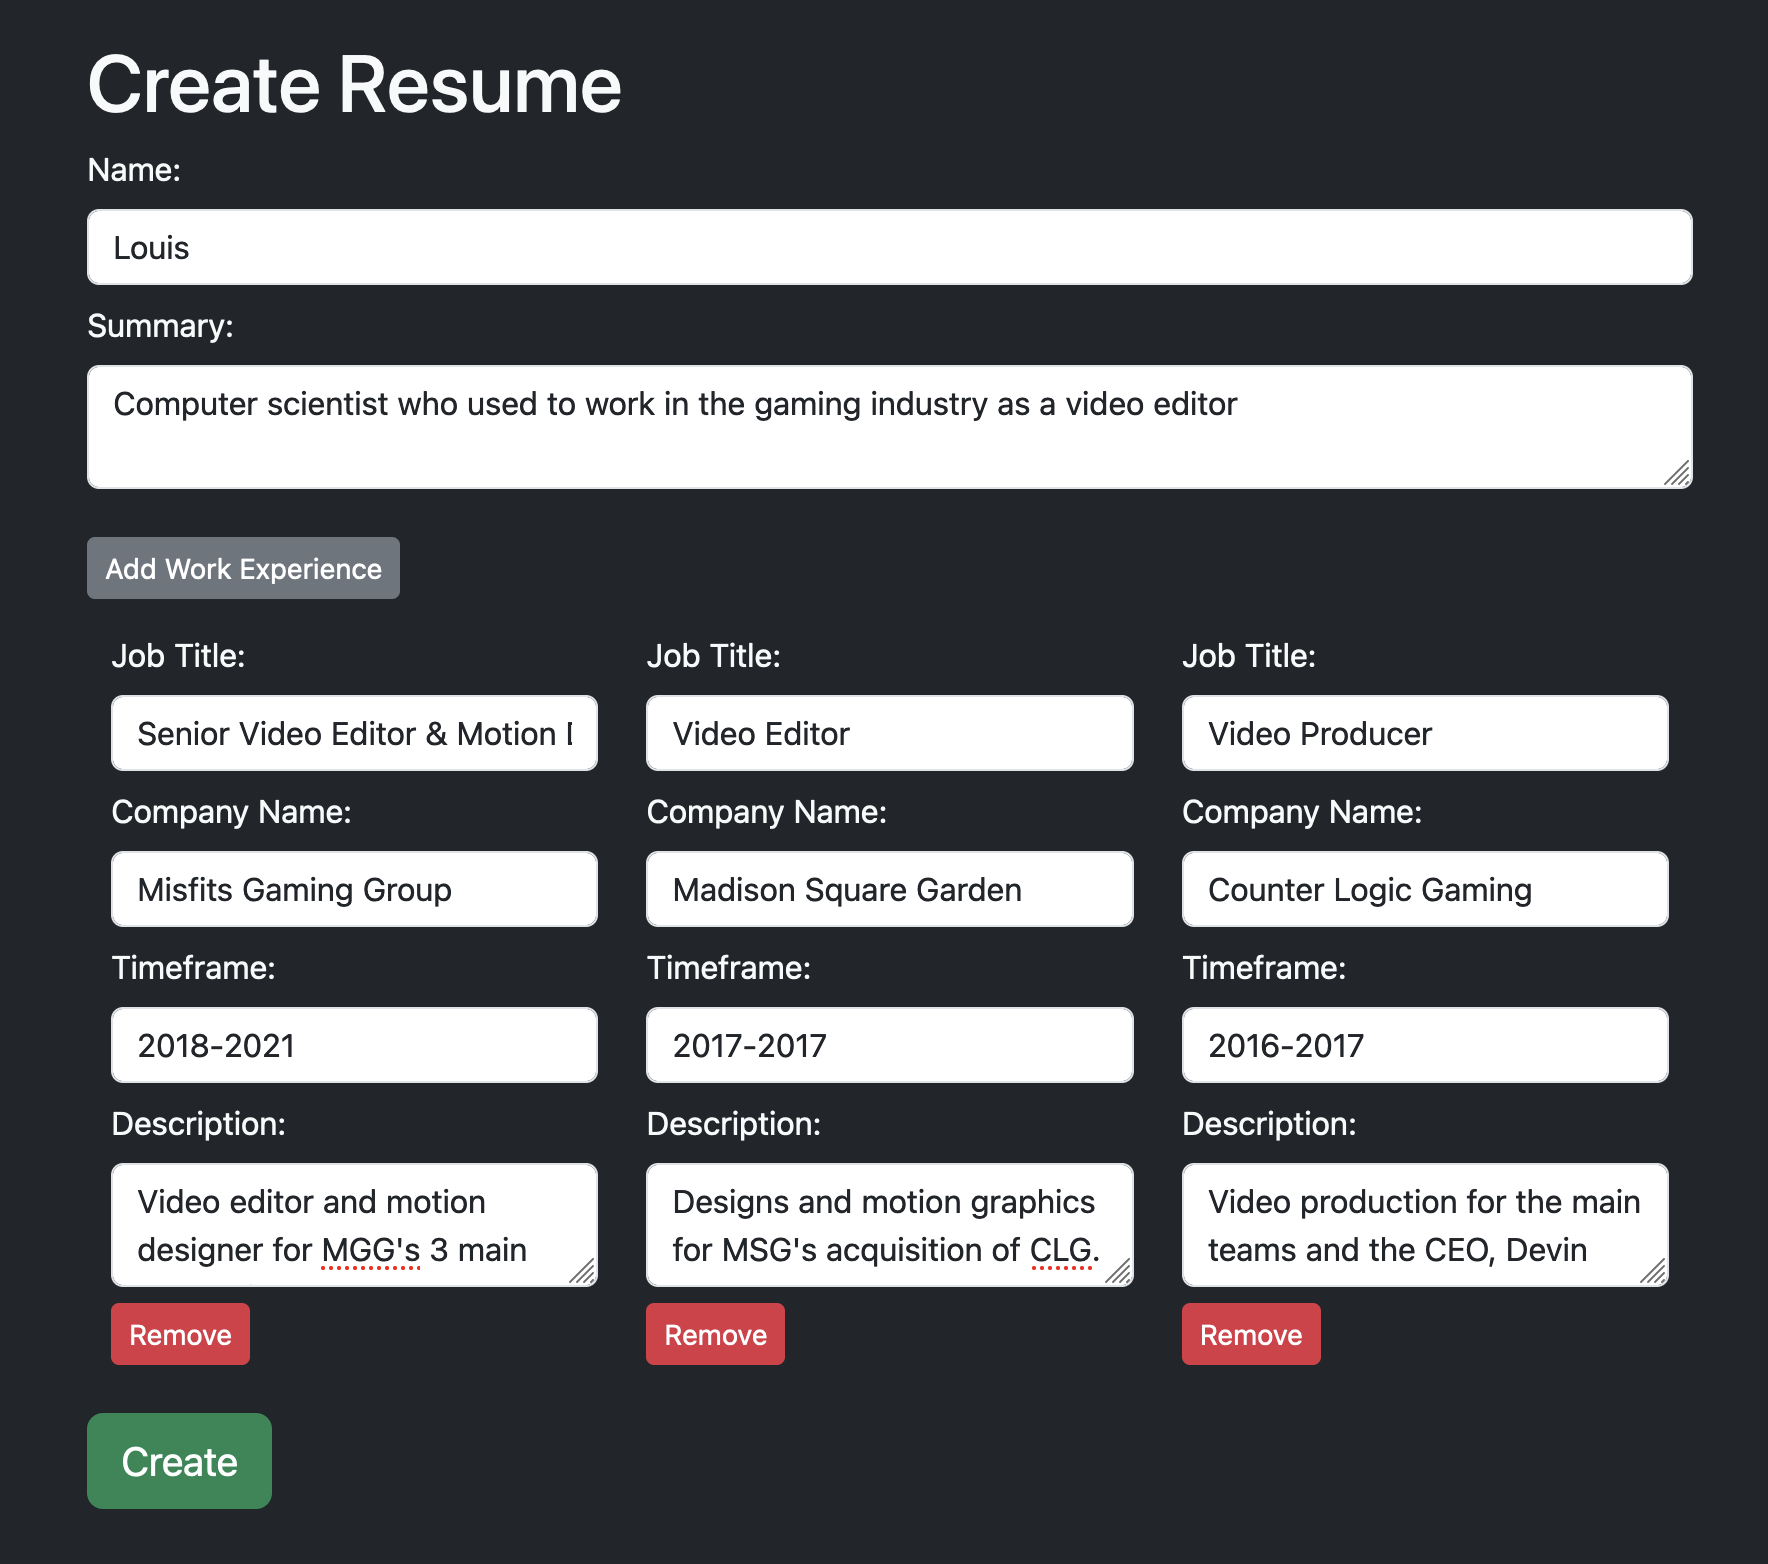 Create Resume
Name:
Louis
Summary:
Computer scientist who used to work in the gaming industry as a video editor
Add Work Experience
Job Title:
Senior Video Editor & Motion
Company Name:
Misfits Gaming Group
Timeframe:
2018-2021
Description:
Video editor and motion
designer for MGG's 3 main
Remove
Job Title:
Video Editor
Company Name:
Madison Square Garden
Timeframe:
2017-2017
Description:
Designs and motion graphics
for MSG's acquisition of CLG.
Remove
Job Title:
Video Producer
Company Name:
Counter Logic Gaming
Timeframe:
2016-2017
Description:
Video production for the main
teams and the CEO, Devin
Remove
Create